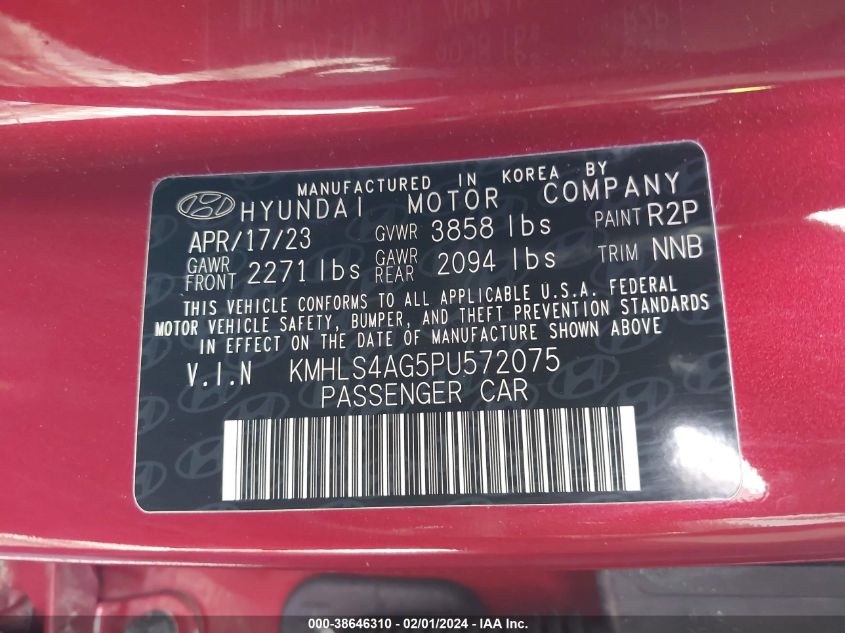 MANUFACTURED IN KOREA BY
HYUNDAI MOTOR COMPANY
APR/17/23 GVWR 3858 lbs PAINT R2P
GAWR FRONT 2271 lbs GAWR REAR 2094 lbs TRIM NNB
THIS VEHICLE CONFORMS TO ALL APPLICABLE U.S.A. FEDERAL
MOTOR VEHICLE SAFETY, BUMPER, AND THEFT PREVENTION STANDARDS
IN EFFECT ON THE DATE OF MANUFACTURE SHOWN ABOVE
V.I.N KMHLS4AG5PU572075
PASSENGER CAR
000-38646310 - 02/01/2024 - © IAA Holdings, LLC.